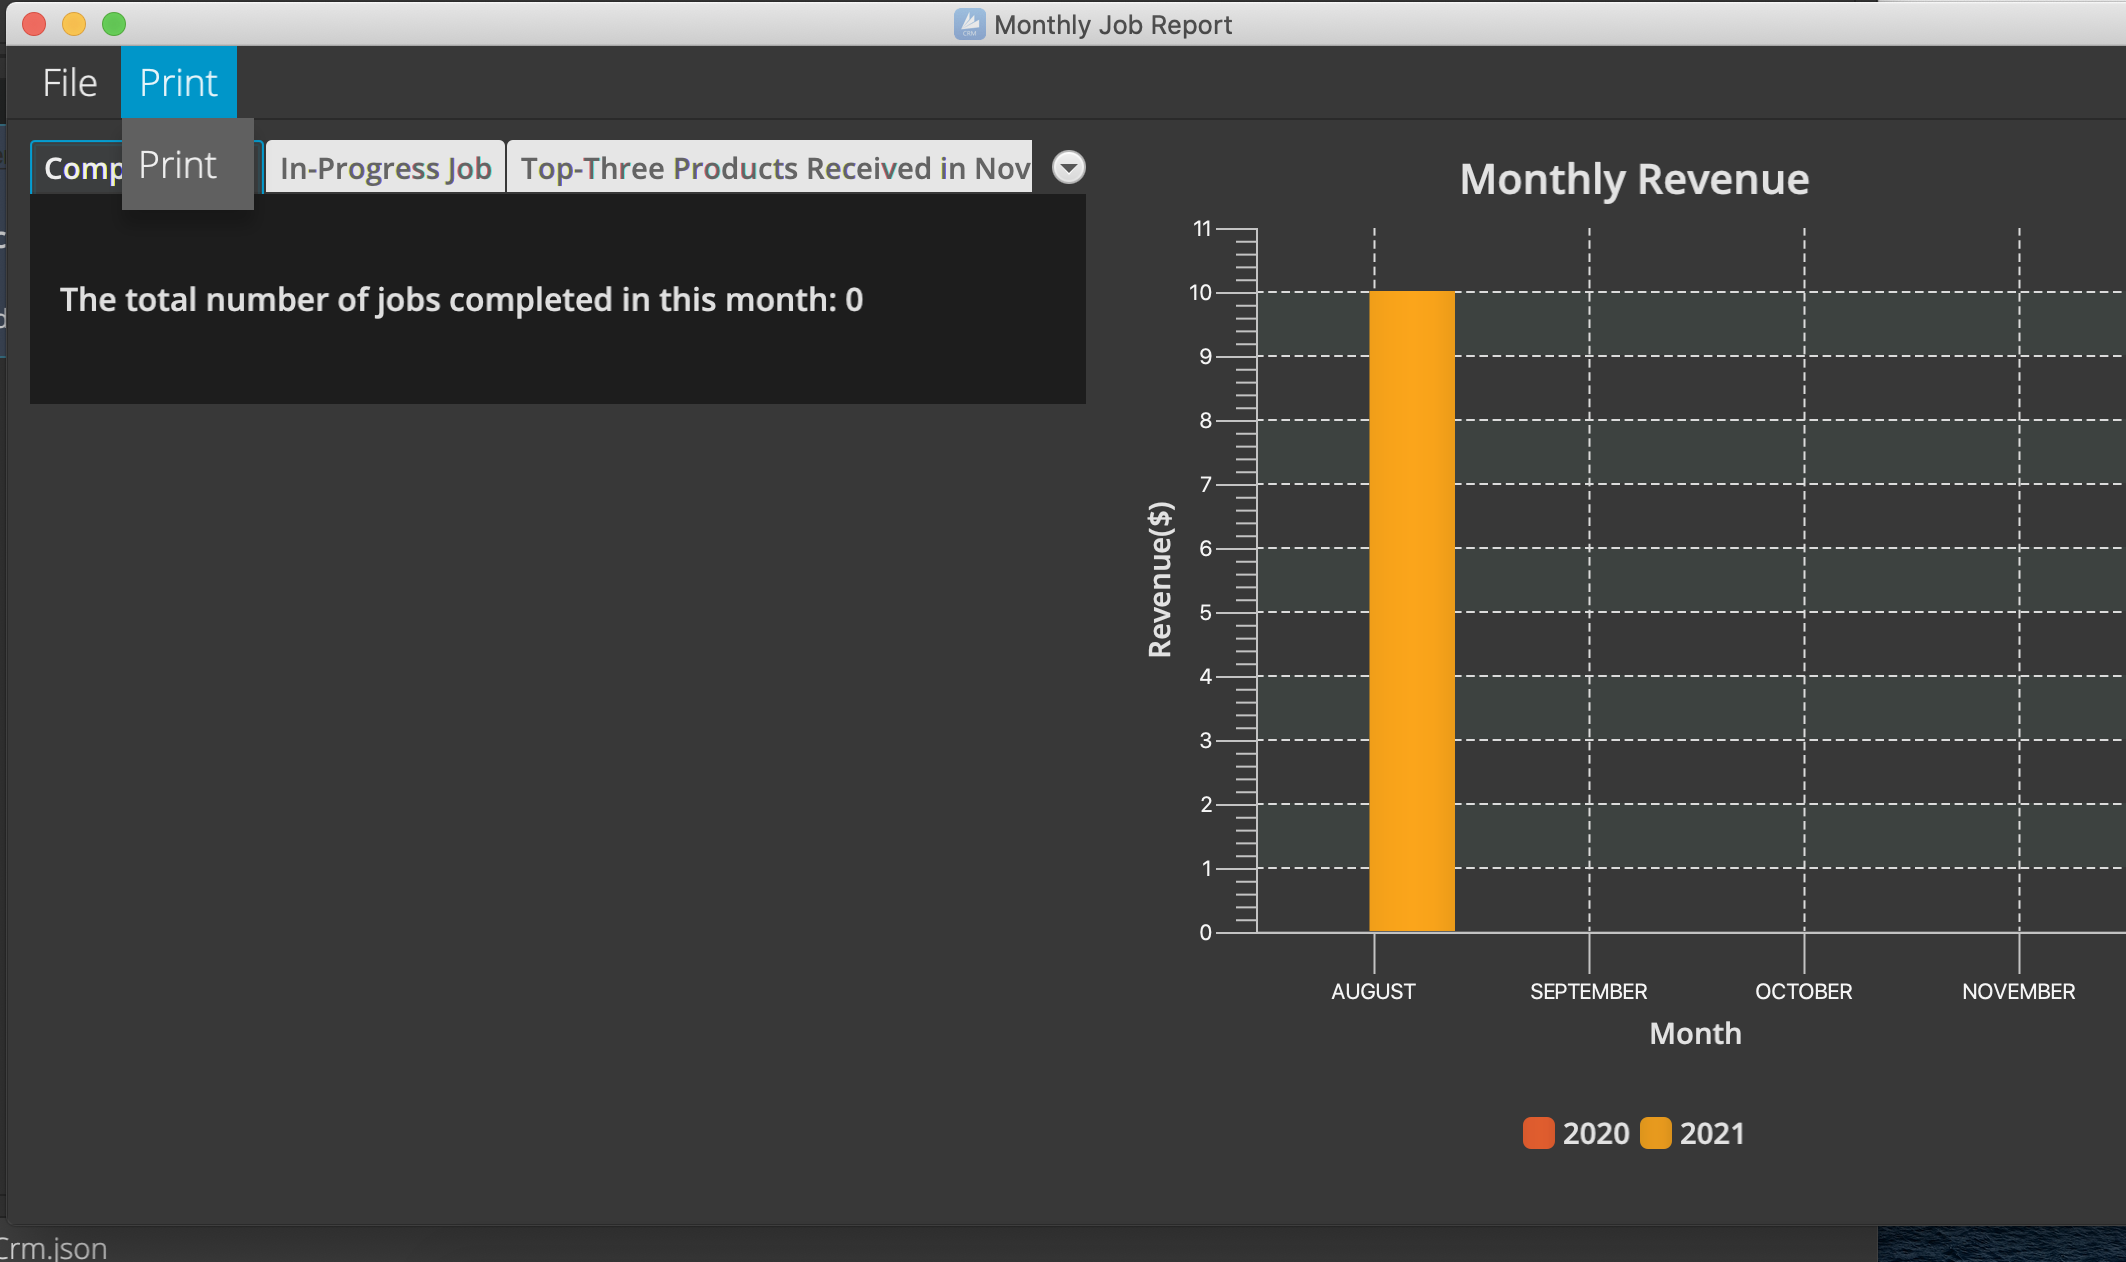 Monthly Job Report
File Print
Print
Comp In-Progress Job Top-Three Products Received in Nov
The total number of jobs completed in this month: 0
Monthly Revenue
11
10
9
8
7
6
5
4
3
2
1
0
Revenue($)
AUGUST SEPTEMBER OCTOBER NOVEMBER
Month
2020 2021
Crm.json